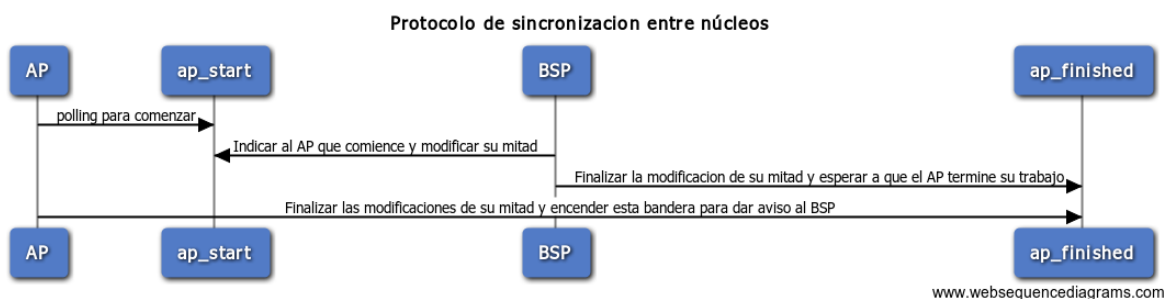 Protocolo de sincronizacion entre núcleos
AP ap_start BSP ap_finished
polling para comenzar
Indicar al AP que comience y modificar su mitad
Finalizar la modificacion de su mitad y esperar a que el AP termine su trabajo
Finalizar las modificaciones de su mitad y encender esta bandera para dar aviso al BSP
AP ap_start BSP ap_finished
www.websequencediagrams.com